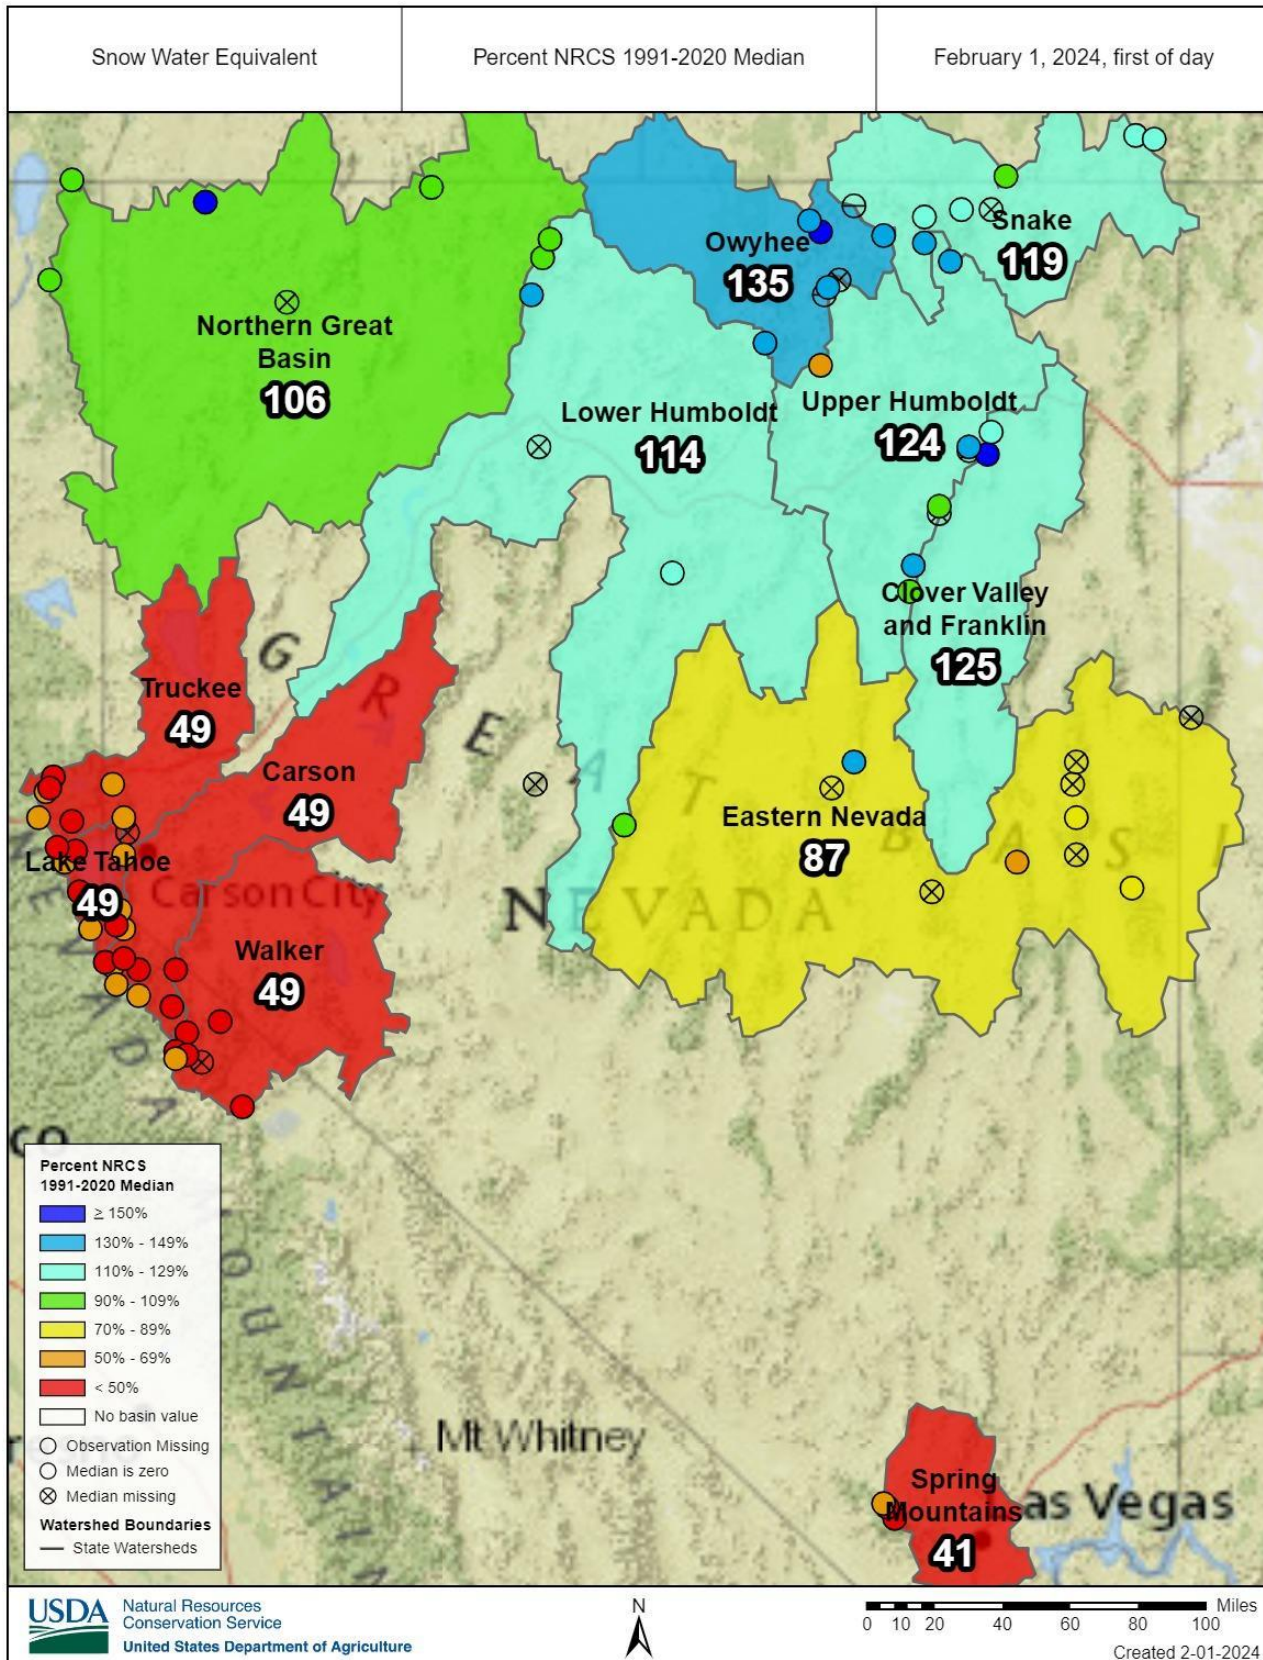 Snow Water Equivalent
Percent NRCS 1991-2020 Median
February 1, 2024, first of day
Snake
119
Owyhee
135
Northern Great
Basin
106
Lower Humboldt
114
Upper Humboldt
124
Clover Valley
and Franklin
125
Truckee
49
Carson
49
Lake Tahoe
49
Carson City
Walker
49
Eastern Nevada
87
GREAT BASI
NEVADA
NEVADA
co
OUNTAIN
Mt Whitney
Spring
Mountains
41
as Vegas
Percent NRCS
1991-2020 Median
≥ 150%
130% - 149%
110% - 129%
90% - 109%
70% - 89%
50% - 69%
< 50%
No basin value
Observation Missing
Median is zero
Median missing
Watershed Boundaries
State Watersheds
USDA
Natural Resources
Conservation Service
United States Department of Agriculture
N
Miles
0 10 20 40 60 80 100
Created 2-01-2024